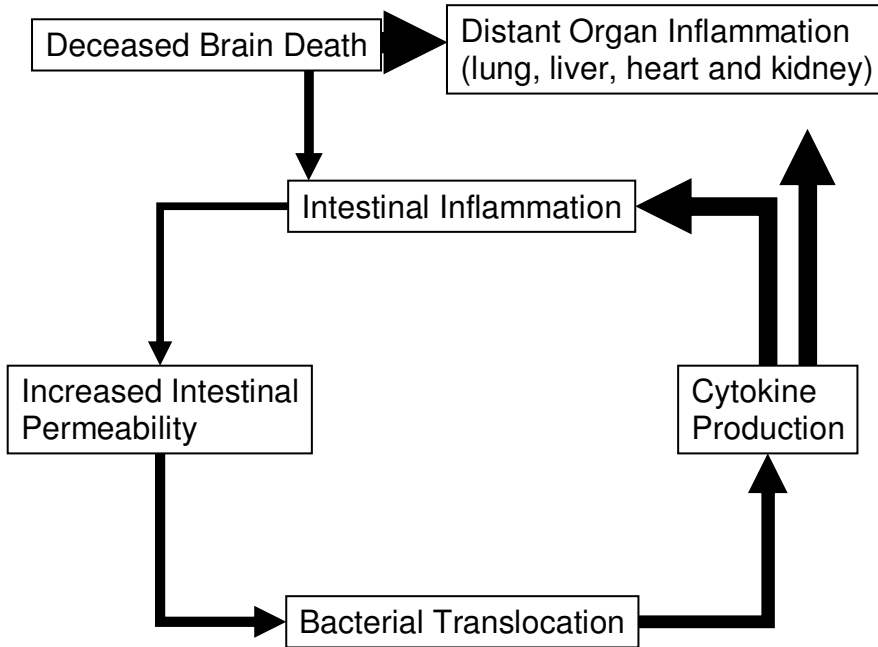 Deceased Brain Death
Distant Organ Inflammation
(lung, liver, heart and kidney)
Intestinal Inflammation
Increased Intestinal
Permeability
Cytokine
Production
Bacterial Translocation